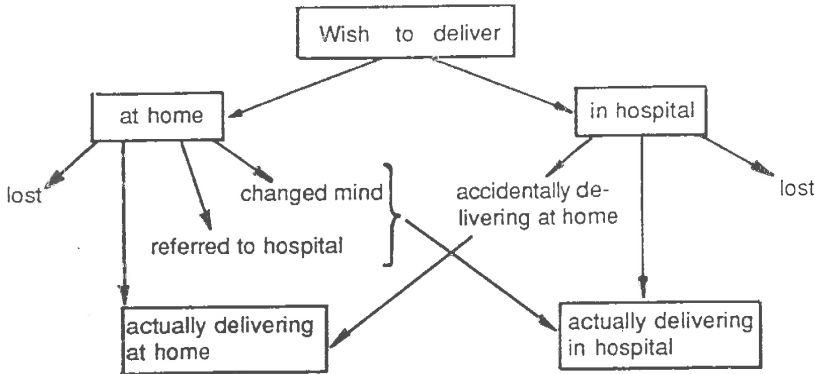 Wish to deliver
at home
in hospital
lost
changed mind
accidentally de-
livering at home
lost
referred to hospital
actually delivering
at home
actually delivering
in hospital